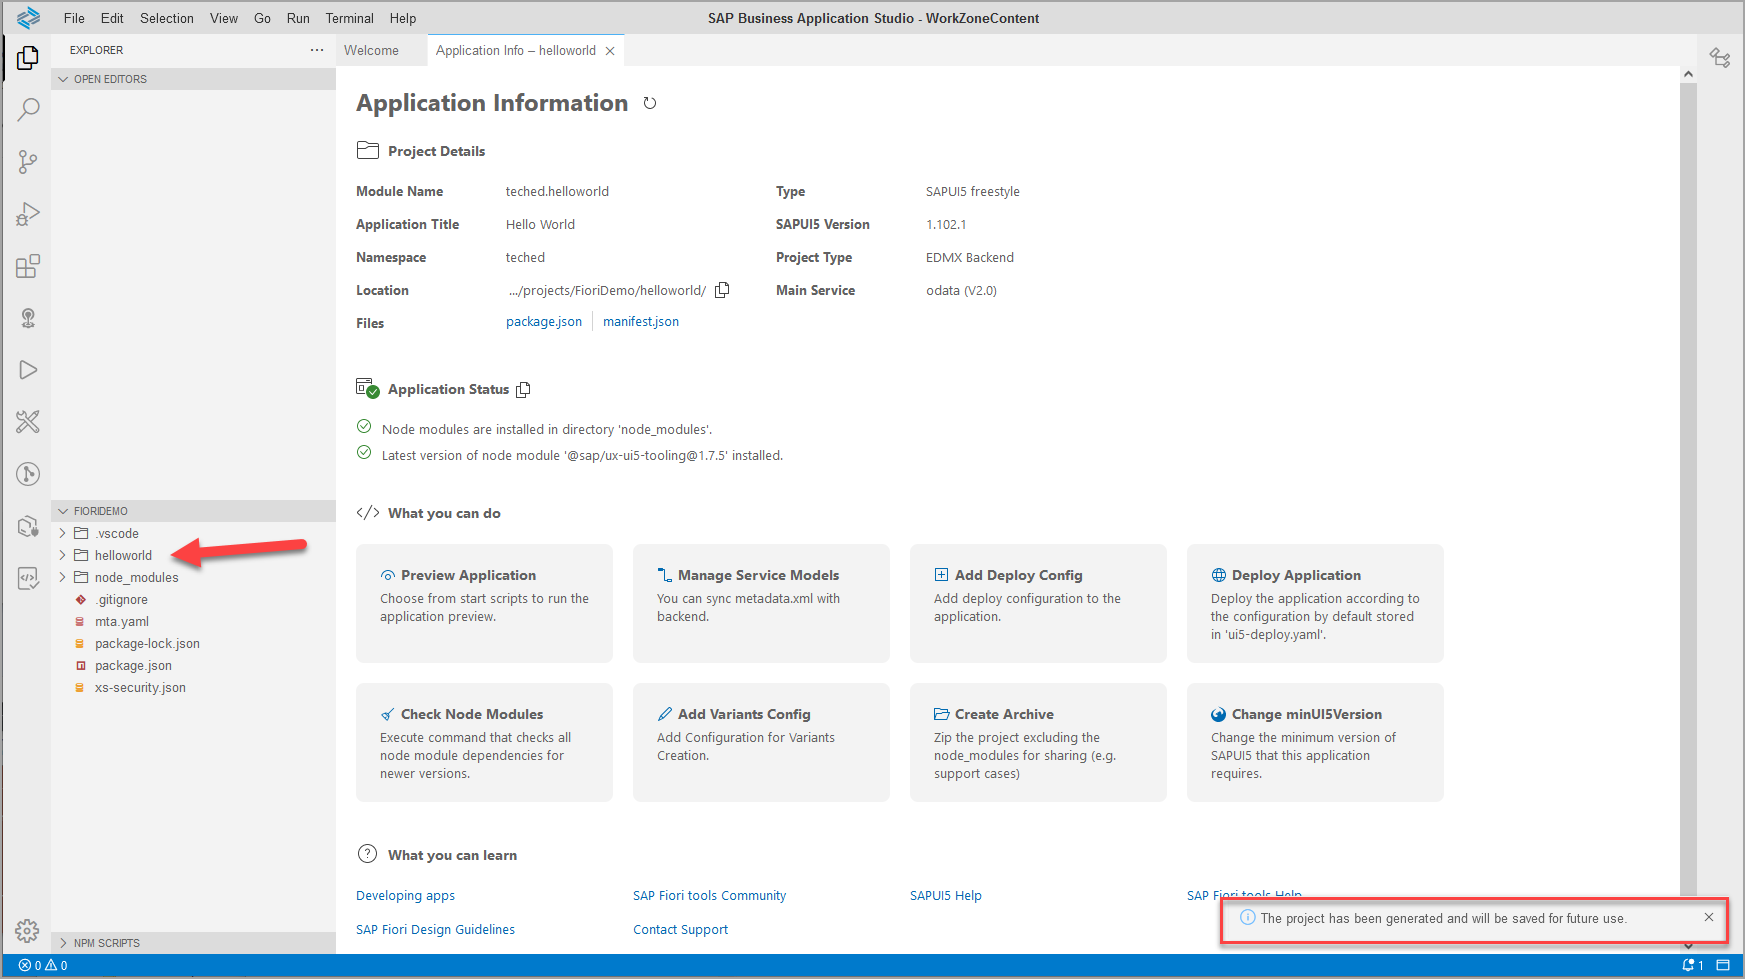 File Edit Selection View Go Run Terminal Help
SAP Business Application Studio - WorkZoneContent
EXPLORER
OPEN EDITORS
FIORIDEMO
.vscode
helloworld
node_modules
.gitignore
mta.yaml
package-lock.json
package.json
xs-security.json
NPM SCRIPTS
Welcome
Application Info – helloworld
Application Information
Project Details
Module Name teched.helloworld Type SAPUI5 freestyle
Application Title Hello World SAPUI5 Version 1.102.1
Namespace teched Project Type EDMX Backend
Location .../projects/FioriDemo/helloworld/ Main Service odata (V2.0)
Files package.json manifest.json
Application Status
Node modules are installed in directory 'node_modules'.
Latest version of node module '@sap/ux-ui5-tooling@1.7.5' installed.
</> What you can do
Preview Application
Choose from start scripts to run the
application preview.
Manage Service Models
You can sync metadata.xml with
backend.
Add Deploy Config
Add deploy configuration to the
application.
Deploy Application
Deploy the application according to
the configuration by default stored
in 'ui5-deploy.yaml'.
Check Node Modules
Execute command that checks all
node module dependencies for
newer versions.
Add Variants Config
Add Configuration for Variants
Creation.
Create Archive
Zip the project excluding the
node_modules for sharing (e.g.
support cases)
Change minUI5Version
Change the minimum version of
SAPUI5 that this application
requires.
What you can learn
Developing apps SAP Fiori tools Community SAPUI5 Help SAP Fiori tools Help
SAP Fiori Design Guidelines Contact Support
The project has been generated and will be saved for future use.
0 0
1